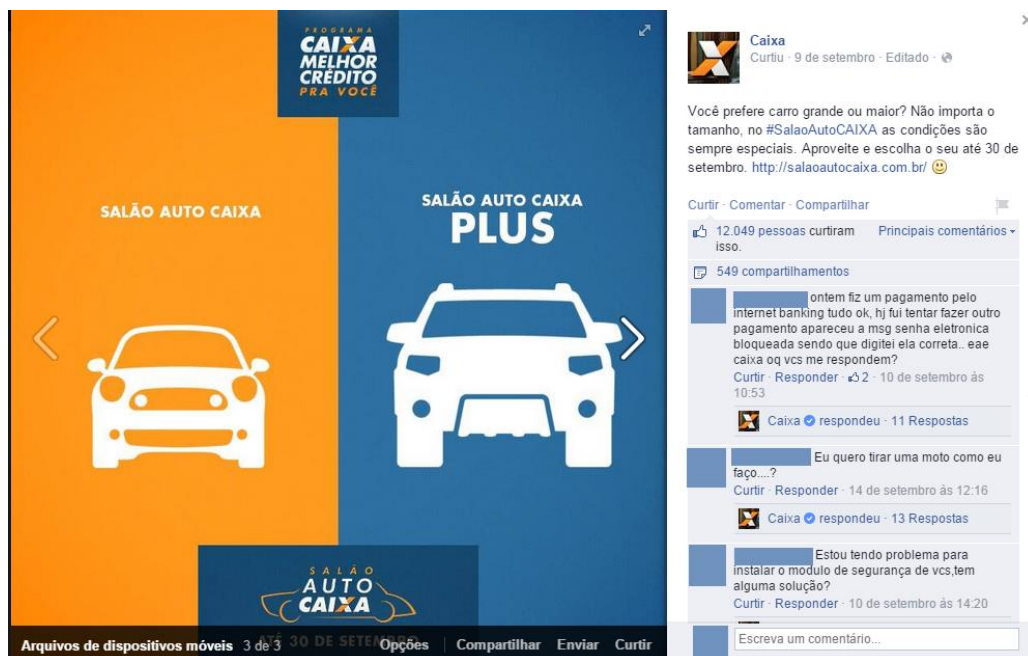 PROGRAMA
CAIXA
MELHOR
CRÉDITO
PRA VOCÊ
SALÃO AUTO CAIXA
SALÃO AUTO CAIXA
PLUS
SALÃO
AUTO
CAIXA
ATÉ 30 DE SETEMBRO
Arquivos de dispositivos móveis 3 de 3
Opções
Compartilhar Enviar Curtir
Caixa
Curtiu · 9 de setembro · Editado ·
Você prefere carro grande ou maior? Não importa o
tamanho, no #SalaoAutoCAIXA as condições são
sempre especiais. Aproveite e escolha o seu até 30 de
setembro. http://salaoautocaixa.com.br/
Curtir · Comentar · Compartilhar
12.049 pessoas curtiram
isso.
Principais comentários
549 compartilhamentos
ontem fiz um pagamento pelo
internet banking tudo ok, hj fui tentar fazer outro
pagamento apareceu a msg senha eletronica
bloqueada sendo que digitei ela correta.. eae
caixa oq vcs me respondem?
Curtir · Responder · 2 · 10 de setembro às
10:53
Caixa respondeu · 11 Respostas
Eu quero tirar uma moto como eu
faço....?
Curtir · Responder · 14 de setembro às 12:16
Caixa respondeu · 13 Respostas
Estou tendo problema para
instalar o modulo de segurança de vcs,tem
alguma solução?
Curtir · Responder · 10 de setembro às 14:20
Escreva um comentário...